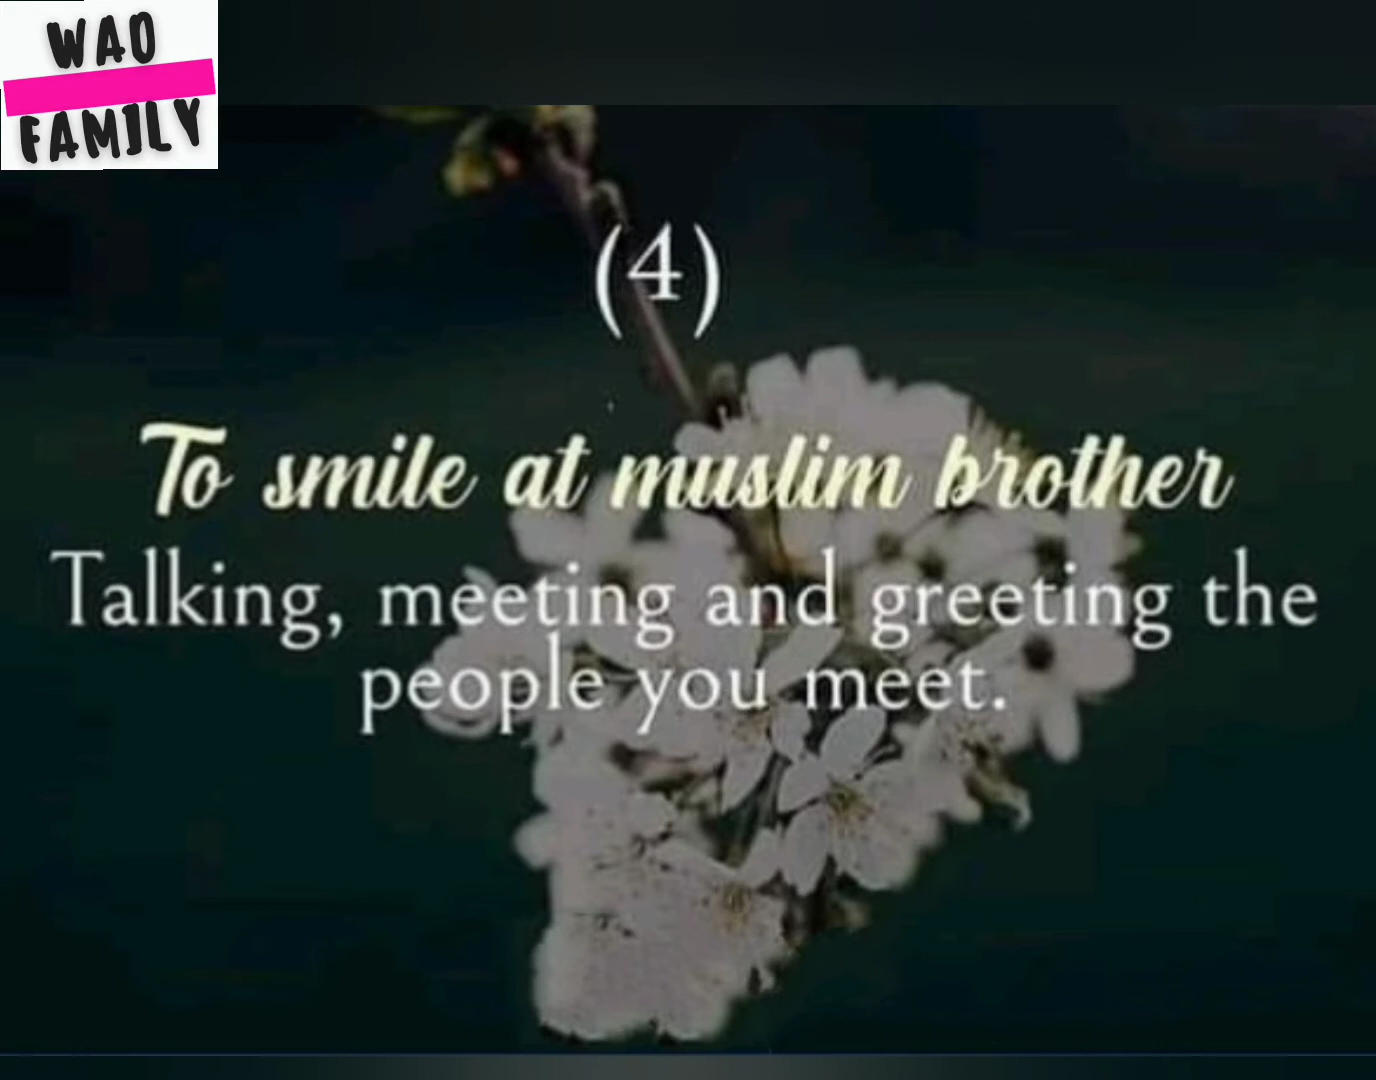 WAO
FAMILY
(4)
To smile at muslim brother
Talking, meeting and greeting the
people you meet.